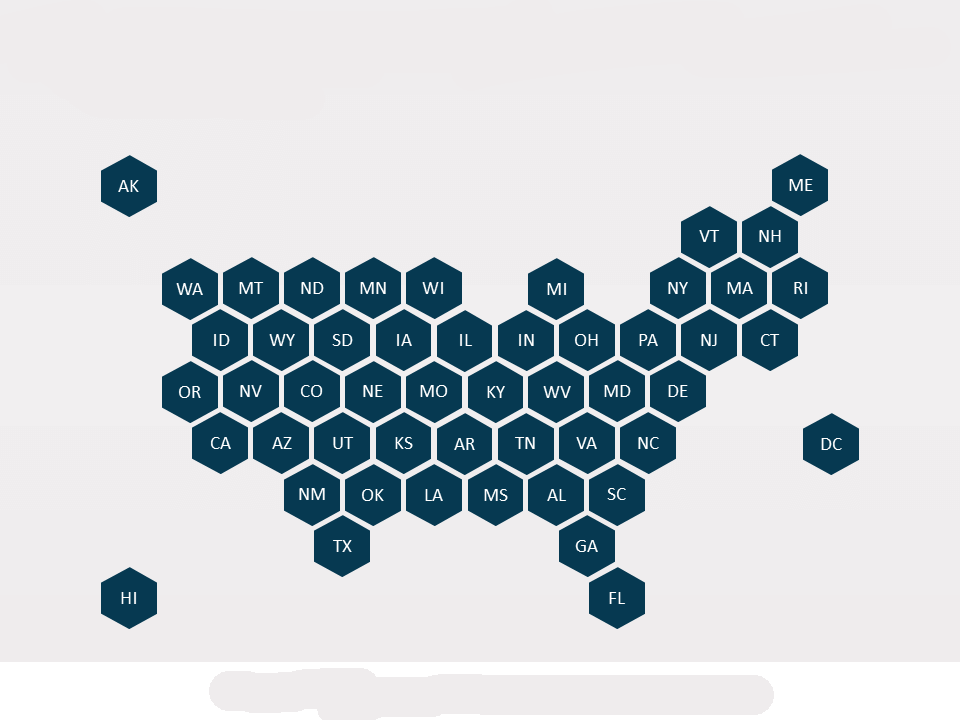 AK ME
VT NH
WA MT ND MN WI MI NY MA RI
ID WY SD IA IL IN OH PA NJ CT
OR NV CO NE MO KY WV MD DE
CA AZ UT KS AR TN VA NC DC
NM OK LA MS AL SC
TX GA
HI FL